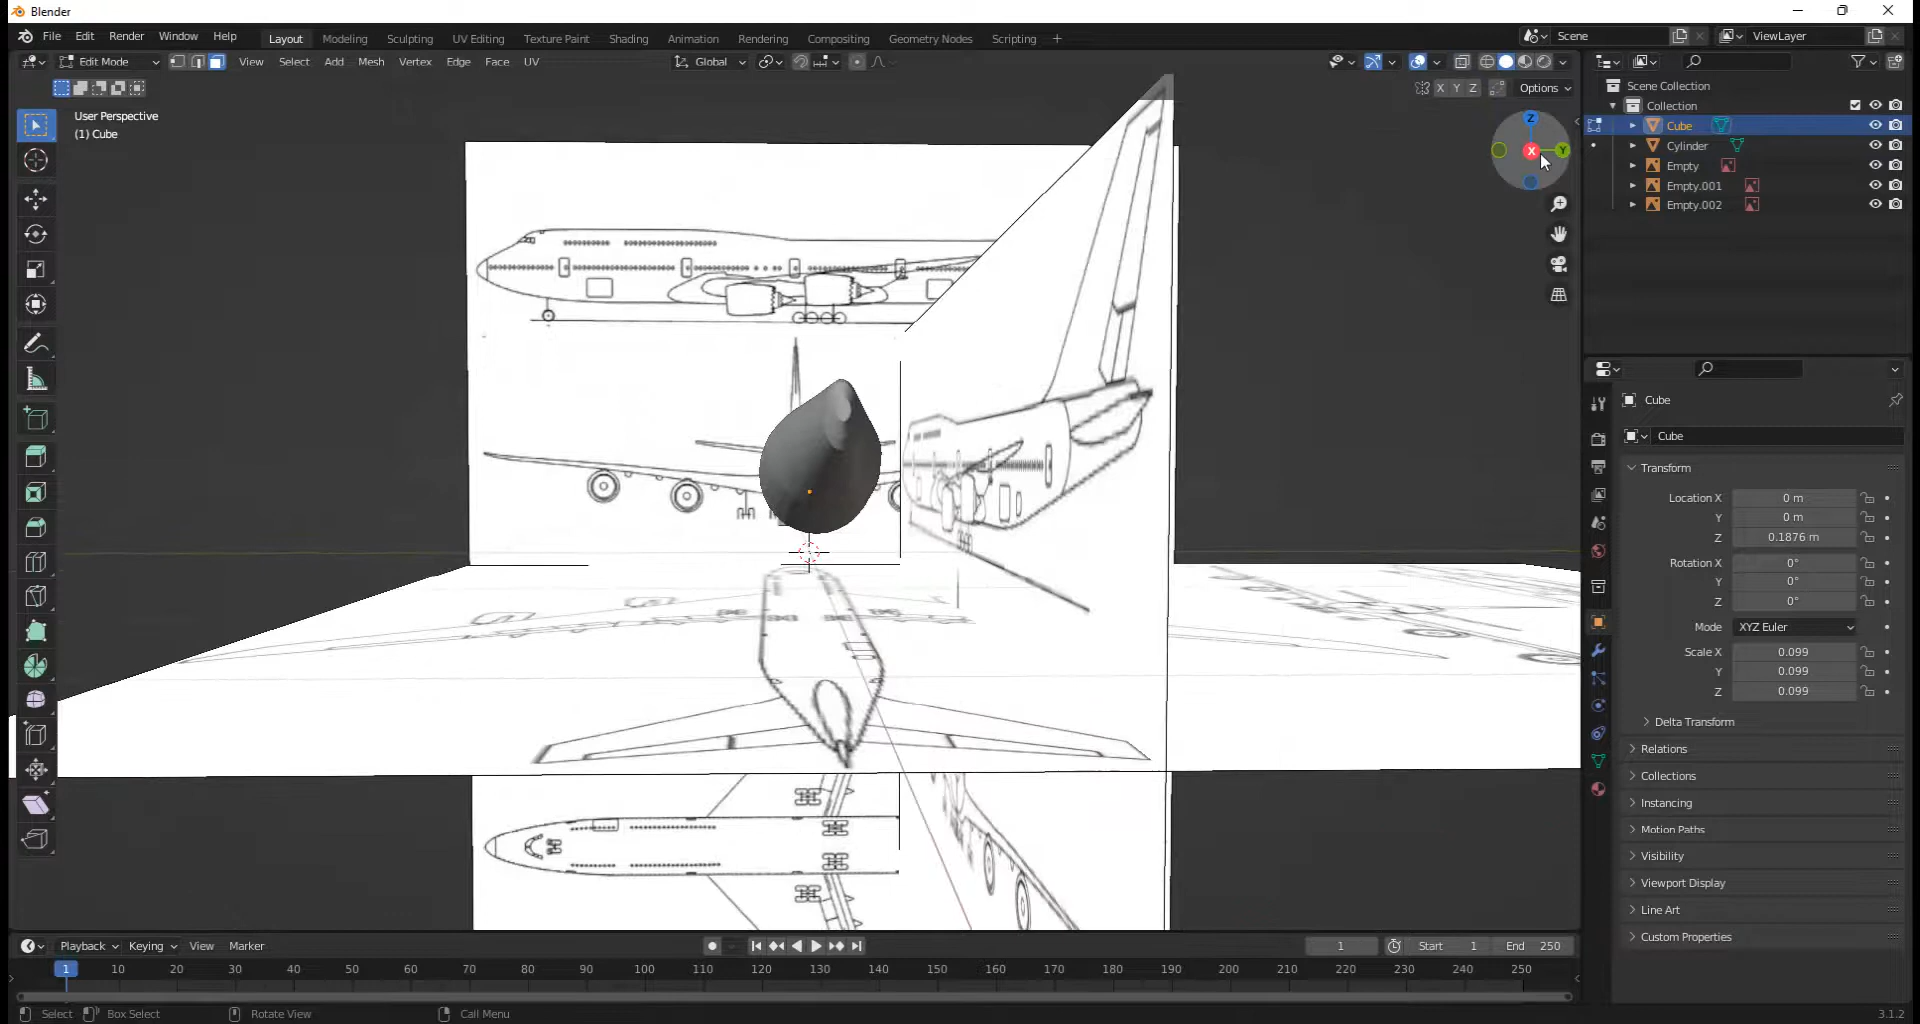 Blender
File Edit Render Window Help
Layout Modeling Sculpting UV Editing Texture Paint Shading Animation Rendering Compositing Geometry Nodes Scripting +
Scene
ViewLayer
Edit Mode
View Select Add Mesh Vertex Edge Face UV
Global
X Y Z
Options
User Perspective
(1) Cube
Z
X
Y
Scene Collection
Collection
Cube
Cylinder
Empty
Empty.001
Empty.002
Cube
Cube
Transform
Location X 0 m
Y 0 m
Z 0.1876 m
Rotation X 0°
Y 0°
Z 0°
Mode XYZ Euler
Scale X 0.099
Y 0.099
Z 0.099
Delta Transform
Relations
Collections
Instancing
Motion Paths
Visibility
Viewport Display
Line Art
Custom Properties
Playback Keying View Marker
1
Start 1
End 250
1 10 20 30 40 50 60 70 80 90 100 110 120 130 140 150 160 170 180 190 200 210 220 230 240 250
Select Box Select Rotate View Call Menu
3.1.2